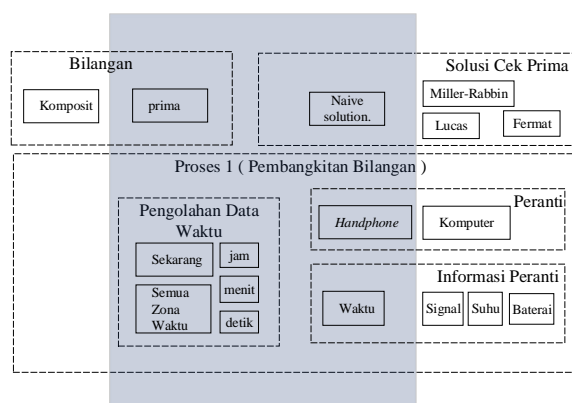 Bilangan
Komposit
prima
Solusi Cek Prima
Naive
solution.
Miller-Rabbin
Lucas
Fermat
Proses 1 ( Pembangkitan Bilangan )
Pengolahan Data
Waktu
Sekarang
jam
Semua
Zona
Waktu
menit
detik
Peranti
Handphone
Komputer
Informasi Peranti
Waktu
Signal
Suhu
Baterai